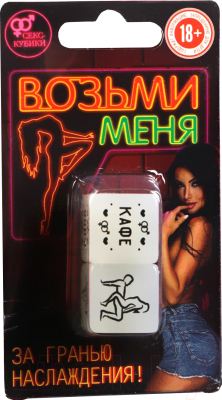 СЕКС-
КУБИКИ
18+
ВОЗЬМИ
МЕНЯ
КАФЕ
ЗА ГРАНЬЮ
НАСЛАЖДЕНИЯ!